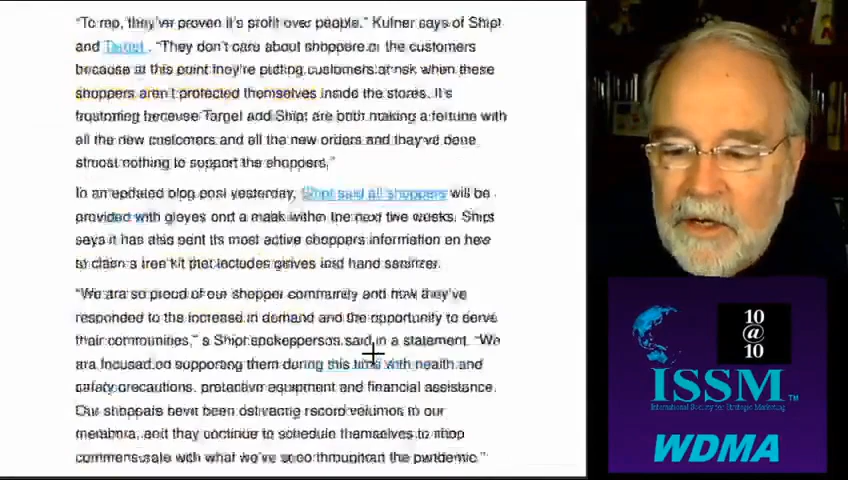 "To me, they've proven it's profit over people." Kulner says of Shipt
and Target. "They don't care about shoppers or the customers
because at this point they're putting customers at risk when these
shoppers aren't protected themselves inside the stores. It's
frustrating because Target and Shipt are both making a fortune with
all the new customers and all the new orders and they've done
almost nothing to support the shoppers."
In an updated blog post yesterday, Shipt said all shoppers will be
provided with gloves and a mask within the next two weeks. Shipt
says it has also sent its most active shoppers information on how
to claim a kit that includes gloves and hand sanitizer.
"We are so proud of our shopper community and how they've
responded to the increase in demand and the opportunity to serve
their communities," a Shipt spokesperson said in a statement. "We
are focused on supporting them during this time with health and
safety precautions, protective equipment and financial assistance.
Our shoppers have been delivering record volumes to our
members, and they continue to schedule themselves to shop
with what we've seen throughout the pandemic."
10
@
10
ISSM TM
International Society for Strategic Marketing
WDMA